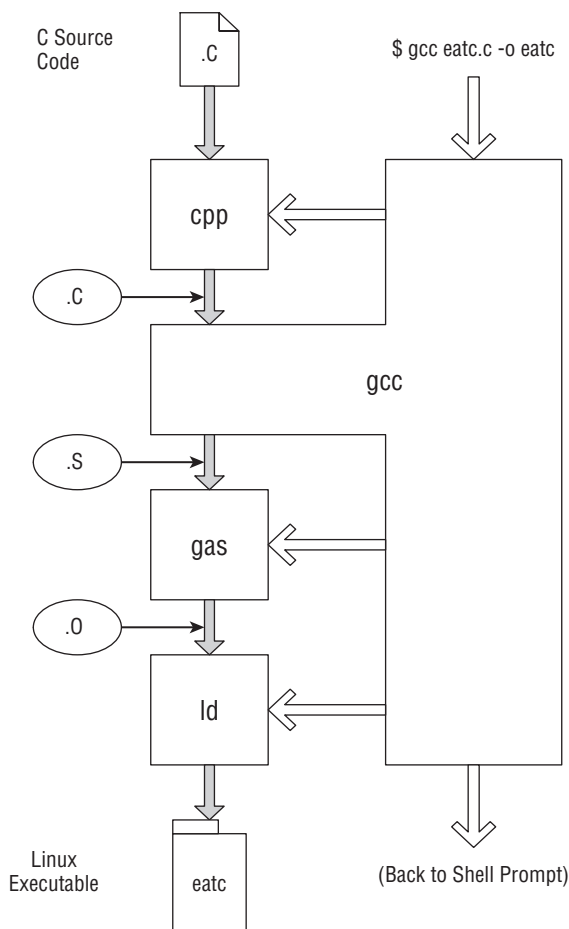 C Source
Code
.C
$ gcc eatc.c -o eatc
cpp
.C
gcc
.S
gas
.O
ld
Linux
Executable
eatc
(Back to Shell Prompt)